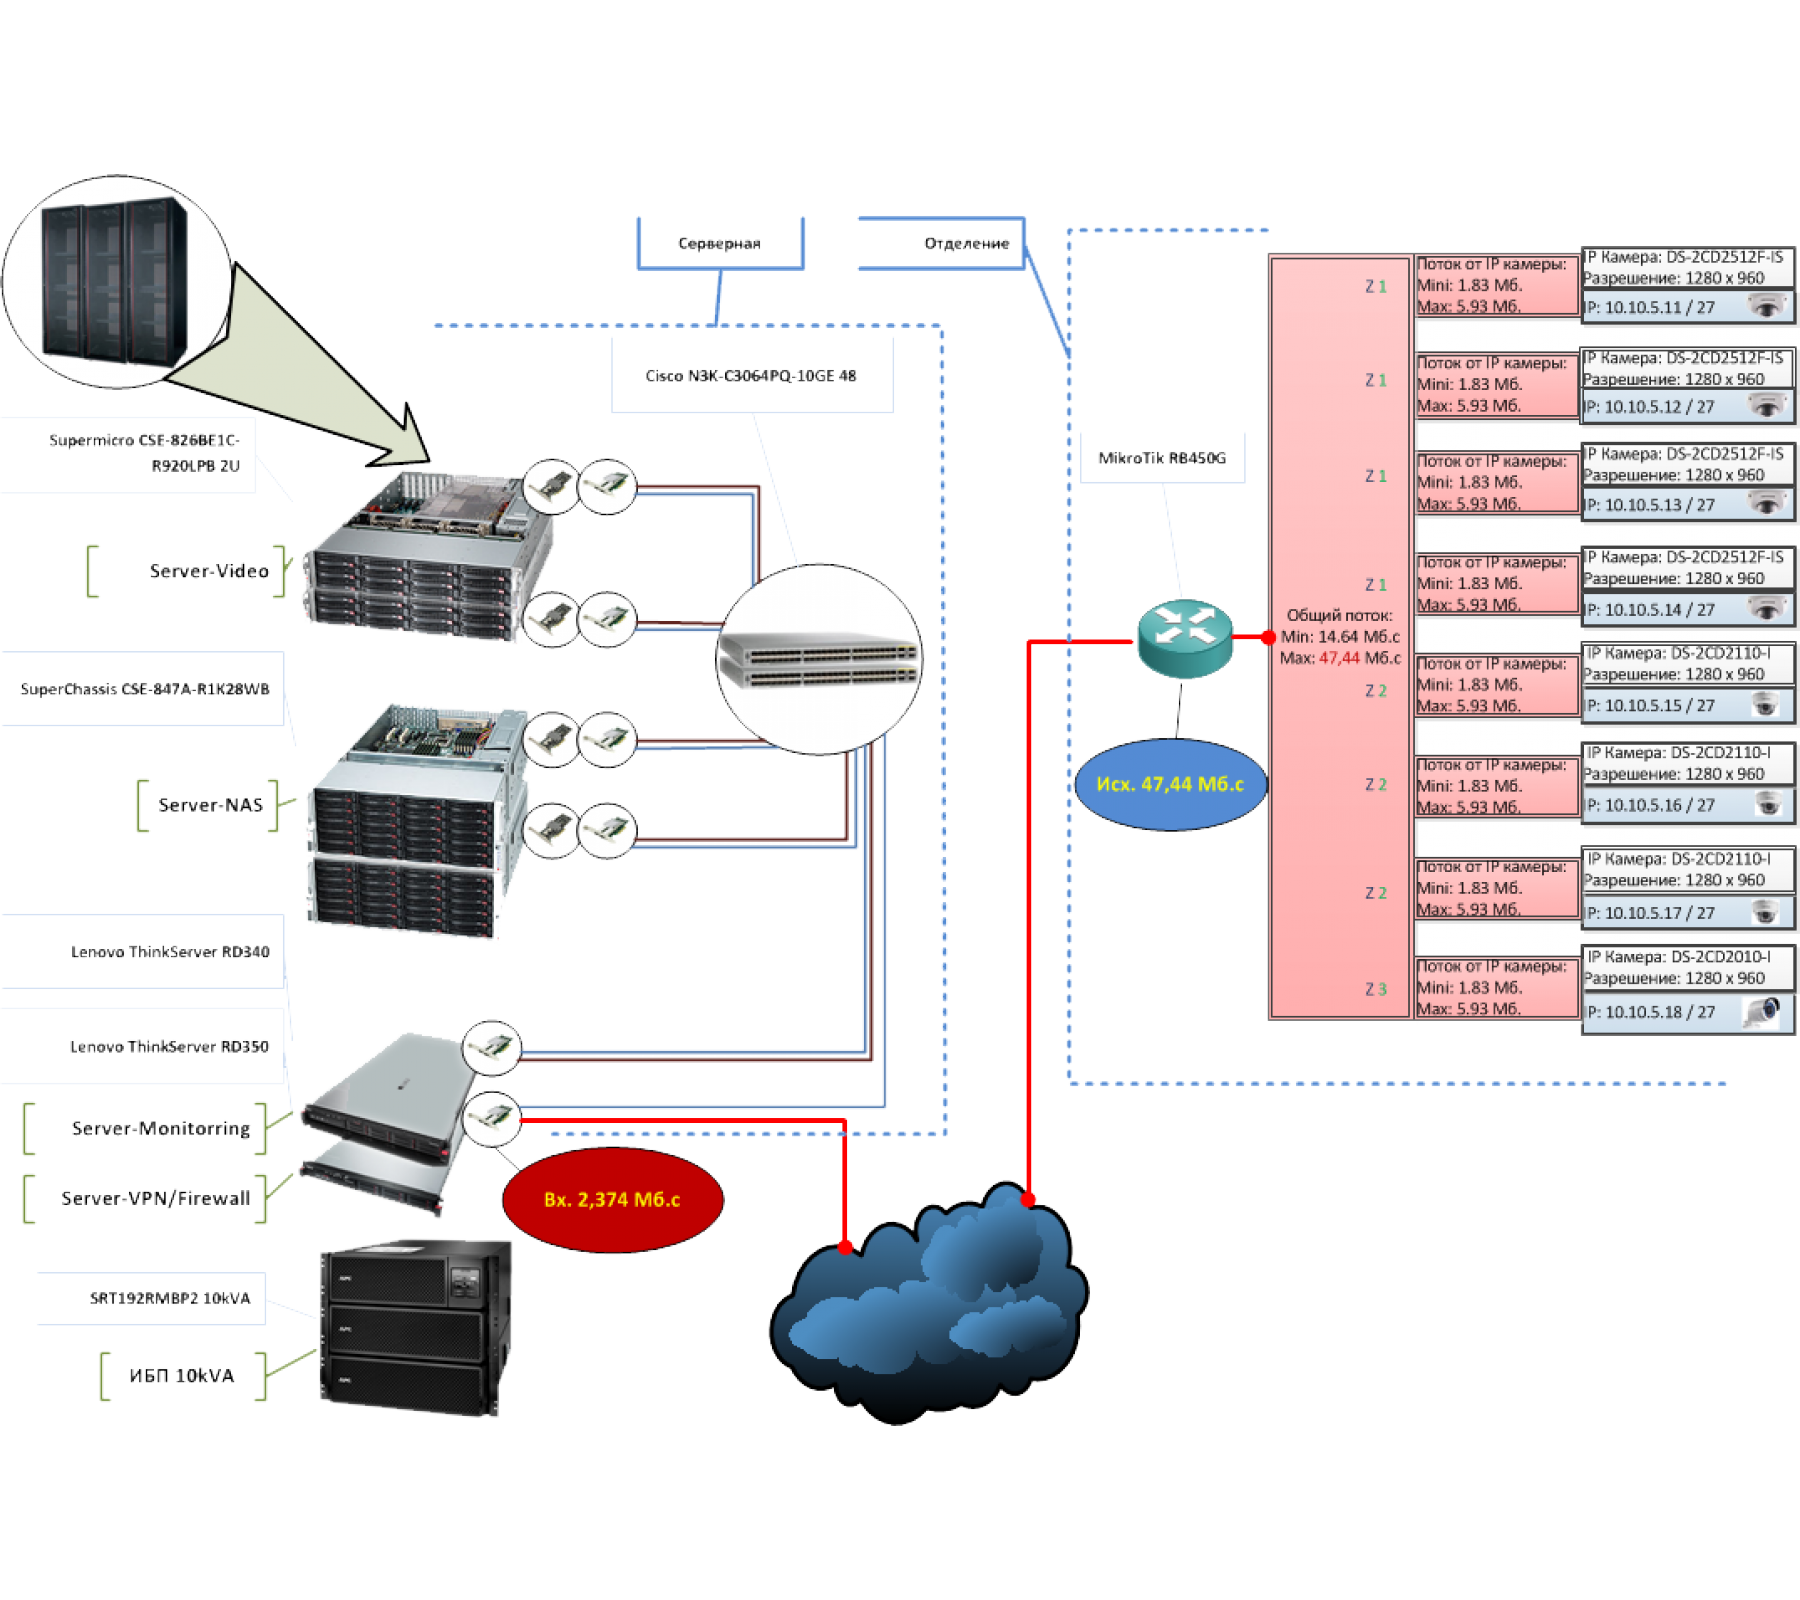 Серверная
Отделение
Cisco N3K-C3064PQ-10GE 48
Supermicro CSE-826BE1C-
R920LPB 2U
Server-Video
SuperChassis CSE-847A-R1K28WB
Server-NAS
Lenovo ThinkServer RD340
Lenovo ThinkServer RD350
Server-Monitorring
Server-VPN/Firewall
Вх. 2,374 Мб.с
SRT192RMBP2 10kVA
ИБП 10kVA
MikroTik RB450G
Исх. 47,44 Мб.с
Общий поток:
Min: 14.64 Мб.с
Max: 47,44 Мб.с
Z 1
Поток от IP камеры:
Mini: 1.83 Мб.
Max: 5.93 Мб.
IP Камера: DS-2CD2512F-IS
Разрешение: 1280 x 960
IP: 10.10.5.11 / 27
Z 1
Поток от IP камеры:
Mini: 1.83 Мб.
Max: 5.93 Мб.
IP Камера: DS-2CD2512F-IS
Разрешение: 1280 x 960
IP: 10.10.5.12 / 27
Z 1
Поток от IP камеры:
Mini: 1.83 Мб.
Max: 5.93 Мб.
IP Камера: DS-2CD2512F-IS
Разрешение: 1280 x 960
IP: 10.10.5.13 / 27
Z 1
Поток от IP камеры:
Mini: 1.83 Мб.
Max: 5.93 Мб.
IP Камера: DS-2CD2512F-IS
Разрешение: 1280 x 960
IP: 10.10.5.14 / 27
Z 2
Поток от IP камеры:
Mini: 1.83 Мб.
Max: 5.93 Мб.
IP Камера: DS-2CD2110-I
Разрешение: 1280 x 960
IP: 10.10.5.15 / 27
Z 2
Поток от IP камеры:
Mini: 1.83 Мб.
Max: 5.93 Мб.
IP Камера: DS-2CD2110-I
Разрешение: 1280 x 960
IP: 10.10.5.16 / 27
Z 2
Поток от IP камеры:
Mini: 1.83 Мб.
Max: 5.93 Мб.
IP Камера: DS-2CD2110-I
Разрешение: 1280 x 960
IP: 10.10.5.17 / 27
Z 3
Поток от IP камеры:
Mini: 1.83 Мб.
Max: 5.93 Мб.
IP Камера: DS-2CD2010-I
Разрешение: 1280 x 960
IP: 10.10.5.18 / 27
APC
APC
APC